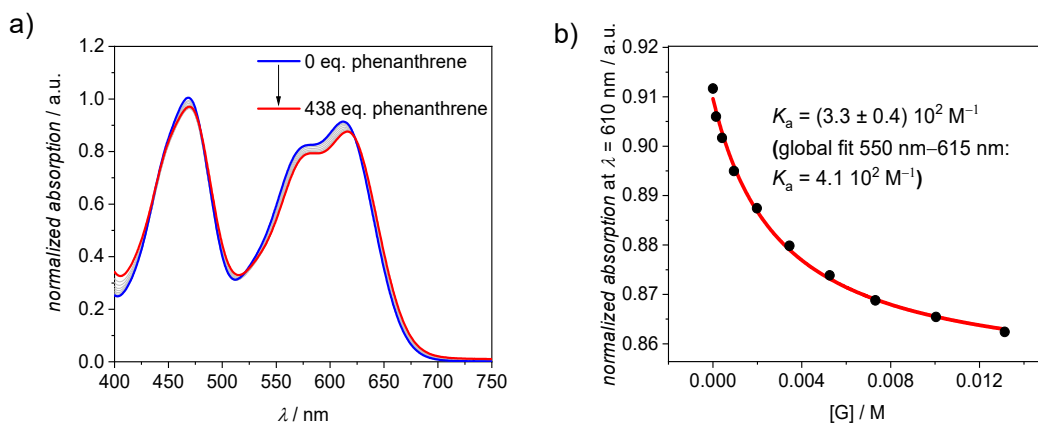 a)
normalized absorption / a.u.
1.2
1.0
0.8
0.6
0.4
0.2
0.0
0 eq. phenanthrene
438 eq. phenanthrene
400 450 500 550 600 650 700 750
λ / nm
b)
normalized absorption at λ = 610 nm / a.u.
0.92
0.91
0.90
0.89
0.88
0.87
0.86
Kₐ = (3.3 ± 0.4) 10² M⁻¹
(global fit 550 nm–615 nm:
Kₐ = 4.1 10² M⁻¹)
0.000 0.004 0.008 0.012
[G] / M